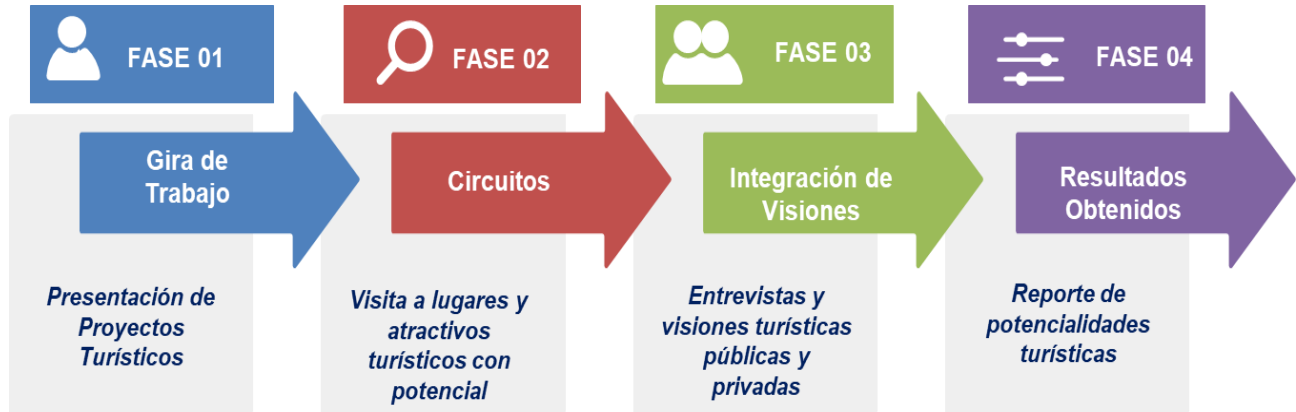 FASE 01
Gira de
Trabajo
Presentación de
Proyectos
Turísticos
FASE 02
Circuitos
Visita a lugares y
atractivos
turísticos con
potencial
FASE 03
Integración de
Visiones
Entrevistas y
visiones turísticas
públicas y
privadas
FASE 04
Resultados
Obtenidos
Reporte de
potencialidades
turísticas